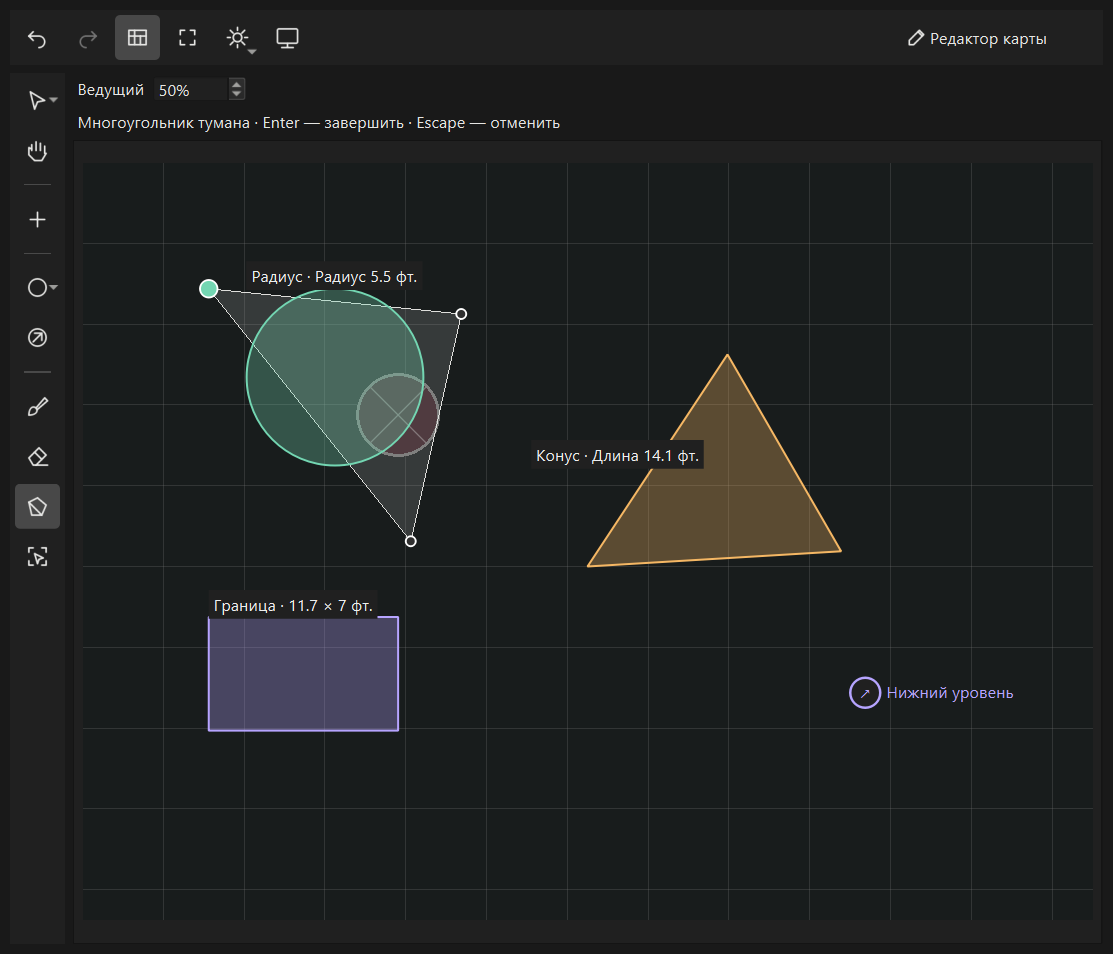 Редактор карты
Ведущий 50%
Многоугольник тумана · Enter — завершить · Escape — отменить
Радиус · Радиус 5.5 фт.
Конус · Длина 14.1 фт.
Граница · 11.7 × 7 фт.
Нижний уровень